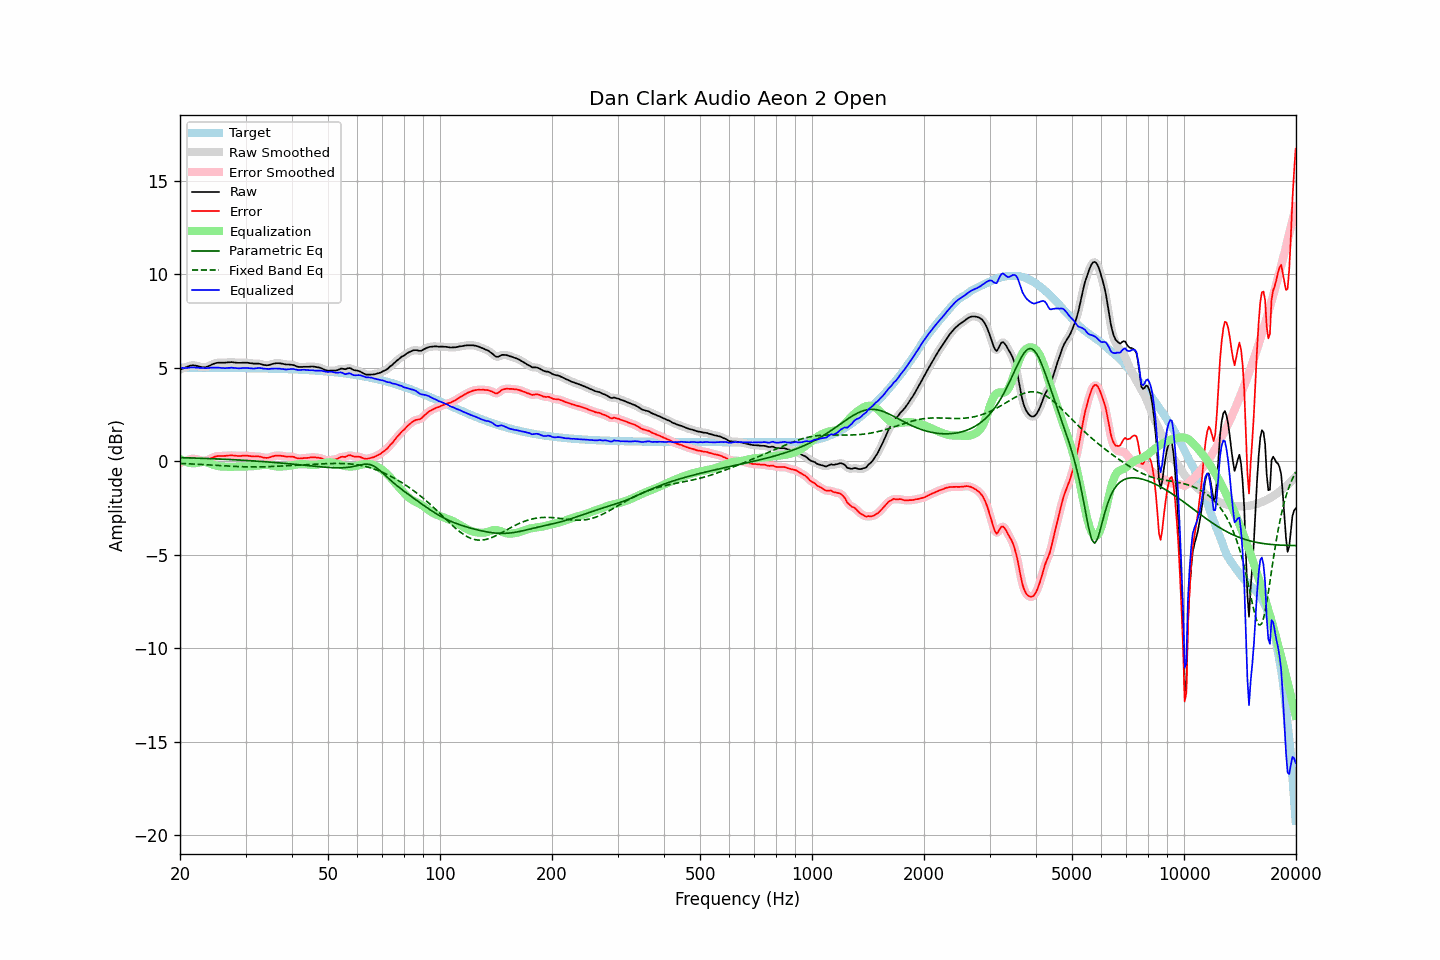 Dan Clark Audio Aeon 2 Open
Target
Raw Smoothed
Error Smoothed
Raw
Error
Equalization
Parametric Eq
Fixed Band Eq
Equalized
Amplitude (dBr)
15
10
5
0
−5
−10
−15
−20
20
50
100
200
500
1000
2000
5000
10000
20000
Frequency (Hz)